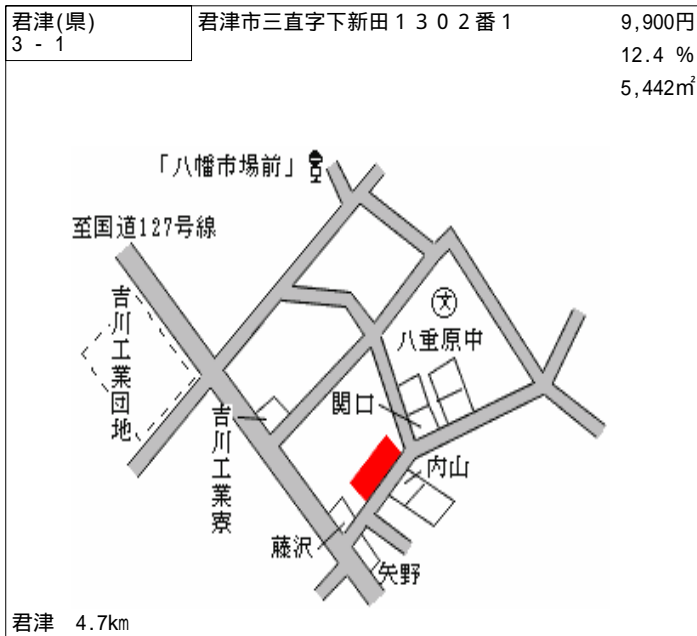 君津(県)
3 - 1
君津市三直字下新田１３０２番１
9,900円
12.4 %
5,442㎡
「八幡市場前」
至国道127号線
吉川工業団地
文
八重原中
関口
吉川工業寮
内山
藤沢
矢野
君津 4.7km